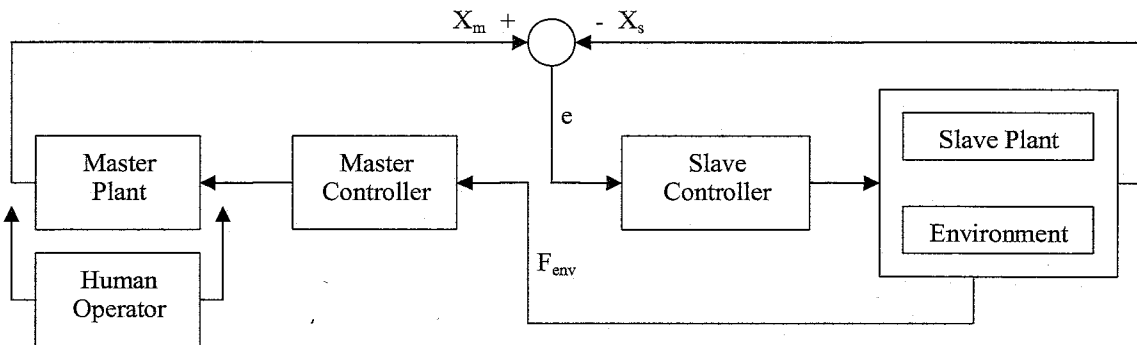 X_m + - X_s
e
Master
Plant
Master
Controller
Slave
Controller
Slave Plant
Environment
F_env
Human
Operator